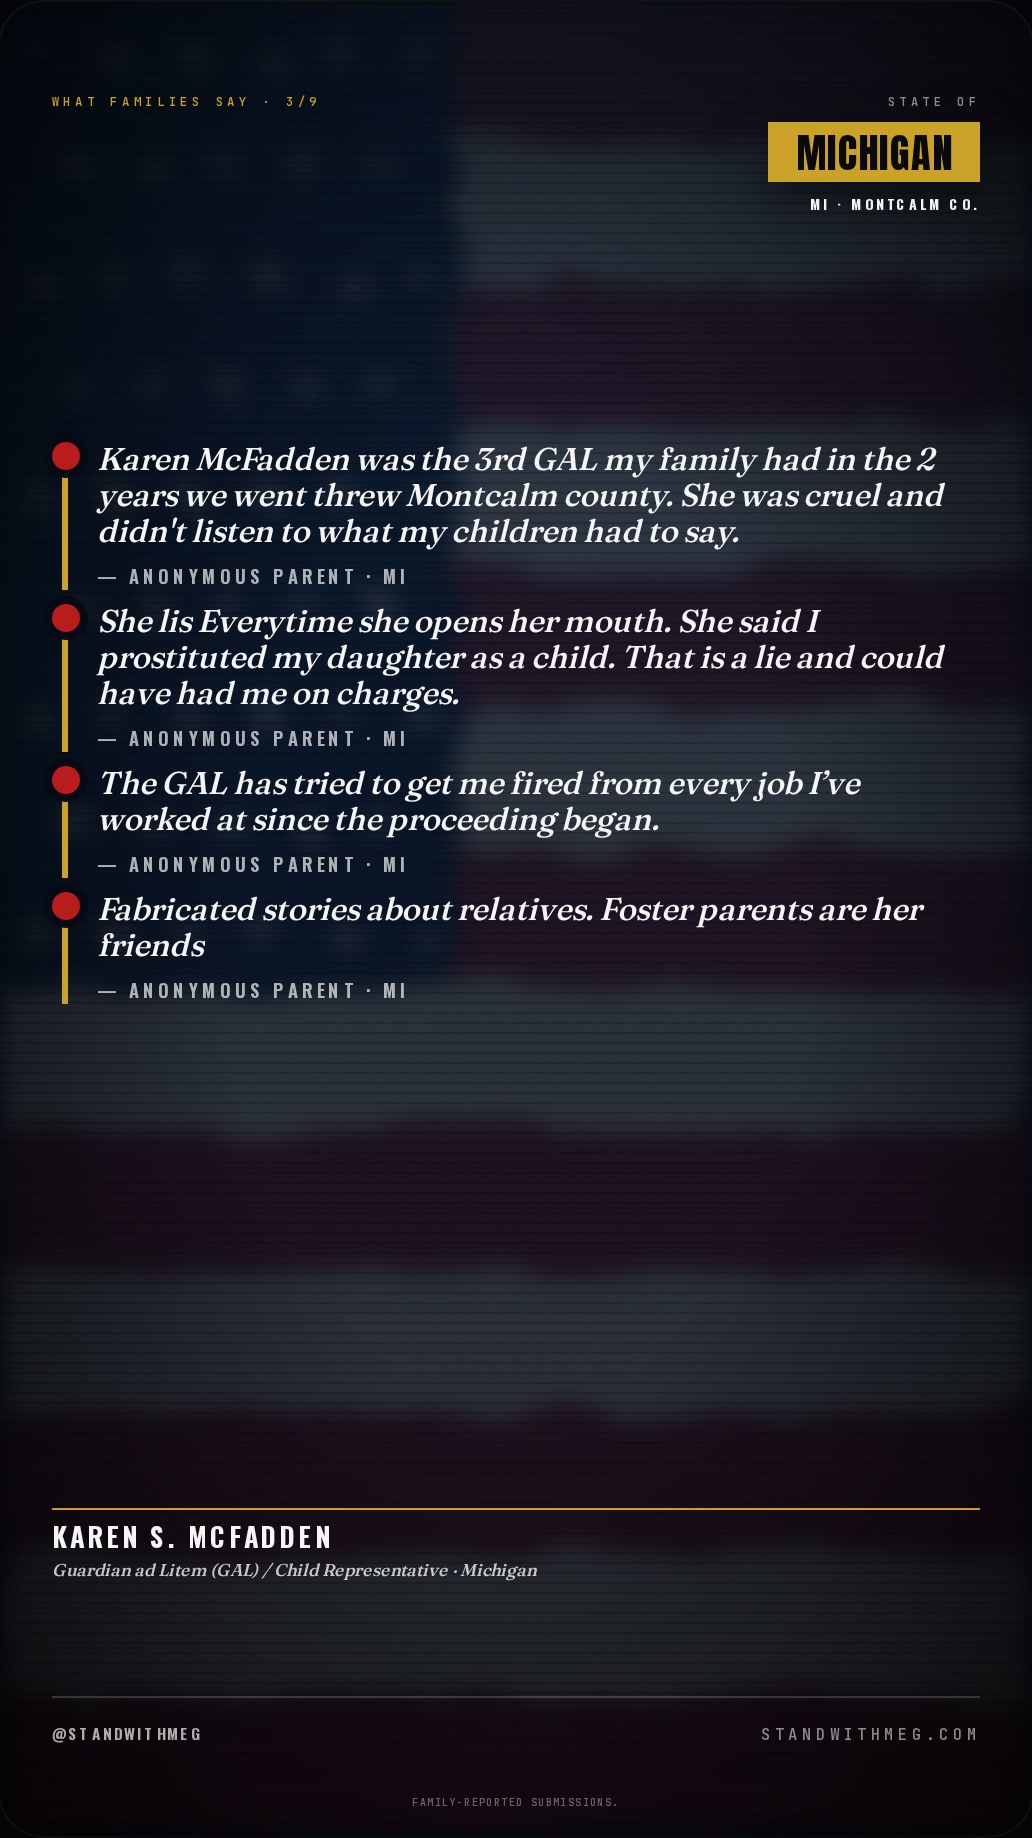 WHAT FAMILIES SAY · 3/9
STATE OF
MICHIGAN
MI · MONTCALM CO.
Karen McFadden was the 3rd GAL my family had in the 2
years we went threw Montcalm county. She was cruel and
didn't listen to what my children had to say.
— ANONYMOUS PARENT · MI
She lis Everytime she opens her mouth. She said I
prostituted my daughter as a child. That is a lie and could
have had me on charges.
— ANONYMOUS PARENT · MI
The GAL has tried to get me fired from every job I’ve
worked at since the proceeding began.
— ANONYMOUS PARENT · MI
Fabricated stories about relatives. Foster parents are her
friends
— ANONYMOUS PARENT · MI
KAREN S. MCFADDEN
Guardian ad Litem (GAL) / Child Representative · Michigan
@STANDWITHMEG
STANDWITHMEG.COM
FAMILY-REPORTED SUBMISSIONS.